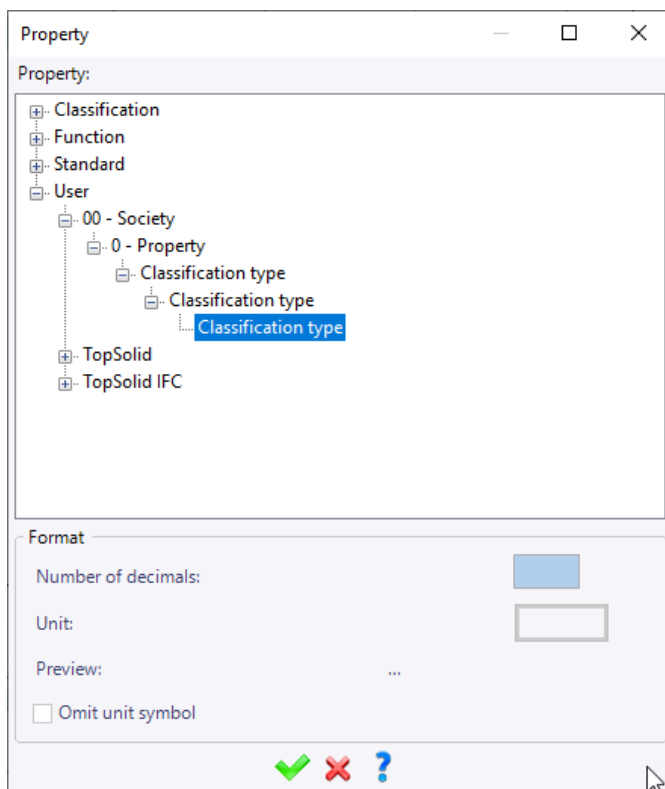 Property
Property:
Classification
Function
Standard
User
00 - Society
0 - Property
Classification type
Classification type
Classification type
TopSolid
TopSolid IFC
Format
Number of decimals:
Unit:
Preview: ...
Omit unit symbol
?